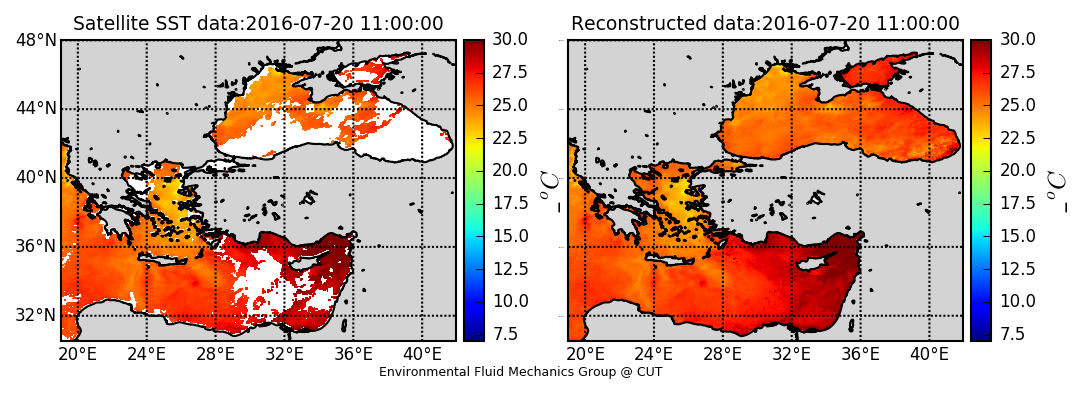 Satellite SST data:2016-07-20 11:00:00
48°N
44°N
40°N
36°N
32°N
20°E 24°E 28°E 32°E 36°E 40°E
30.0
27.5
25.0
22.5
20.0
17.5
15.0
12.5
10.0
7.5
_ °C
Reconstructed data:2016-07-20 11:00:00
20°E 24°E 28°E 32°E 36°E 40°E
30.0
27.5
25.0
22.5
20.0
17.5
15.0
12.5
10.0
7.5
_ °C
Environmental Fluid Mechanics Group @ CUT